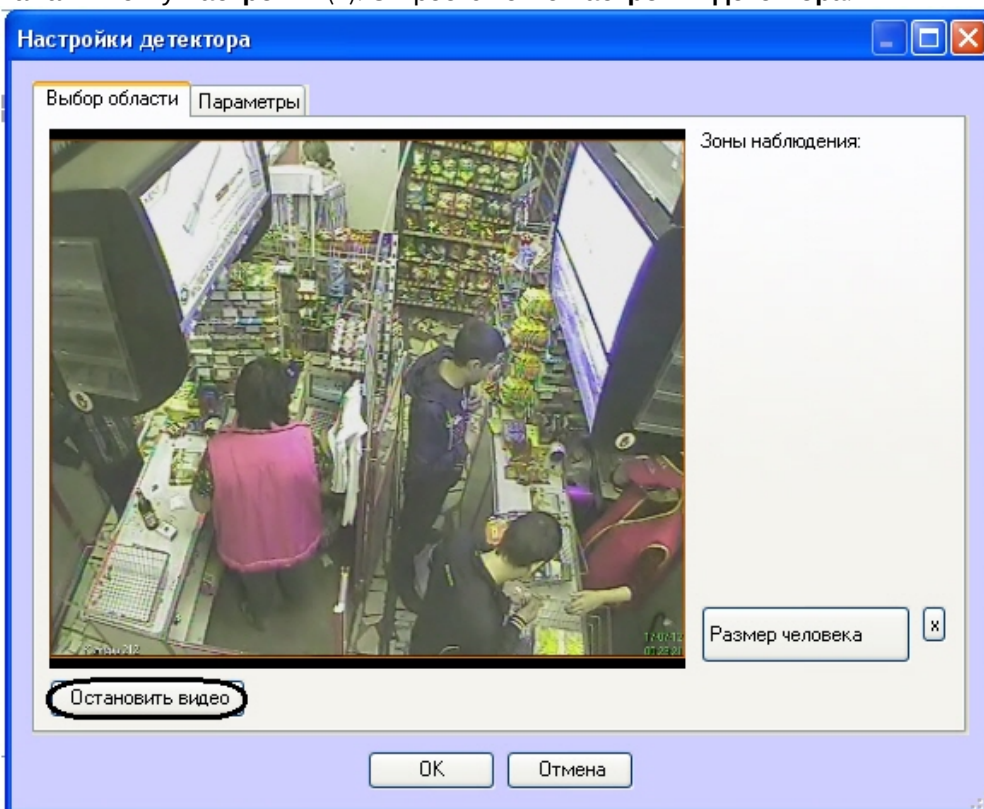 Настройки детектора
Выбор области
Параметры
Зоны наблюдения:
Размер человека
x
Остановить видео
OK
Отмена